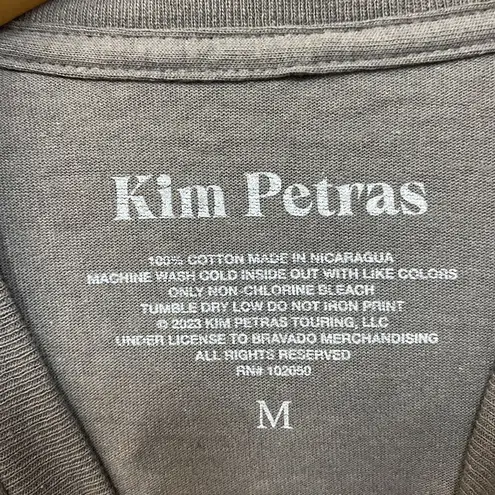 Kim Petras
100% COTTON MADE IN NICARAGUA
MACHINE WASH COLD INSIDE OUT WITH LIKE COLORS
ONLY NON-CHLORINE BLEACH
TUMBLE DRY LOW DO NOT IRON PRINT
© 2023 KIM PETRAS TOURING, LLC
UNDER LICENSE TO BRAVADO MERCHANDISING
ALL RIGHTS RESERVED
RN# 102050
M